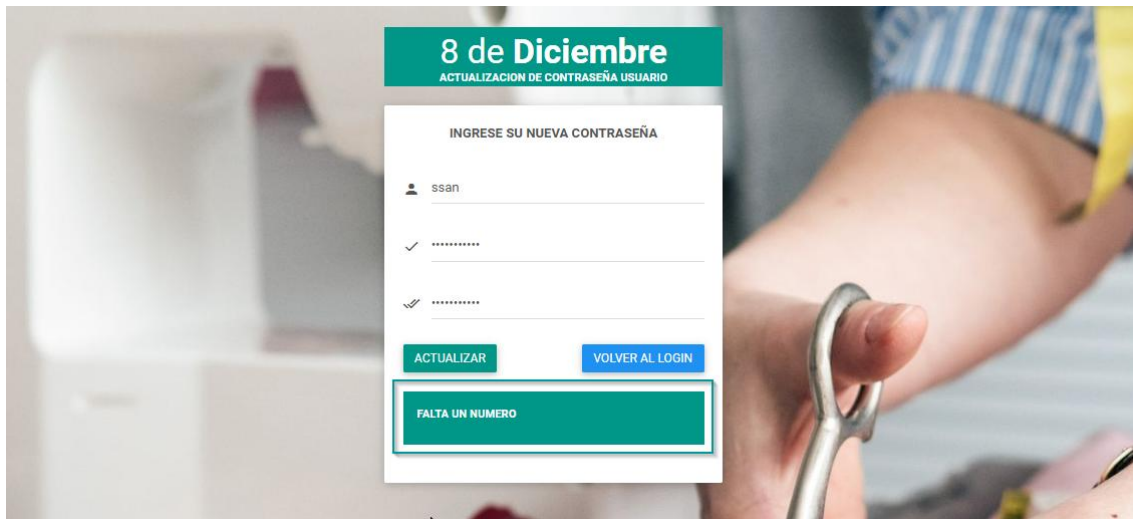 8 de Diciembre
ACTUALIZACION DE CONTRASEÑA USUARIO
INGRESE SU NUEVA CONTRASEÑA
ssan
•••••••••••
•••••••••••
ACTUALIZAR VOLVER AL LOGIN
FALTA UN NUMERO